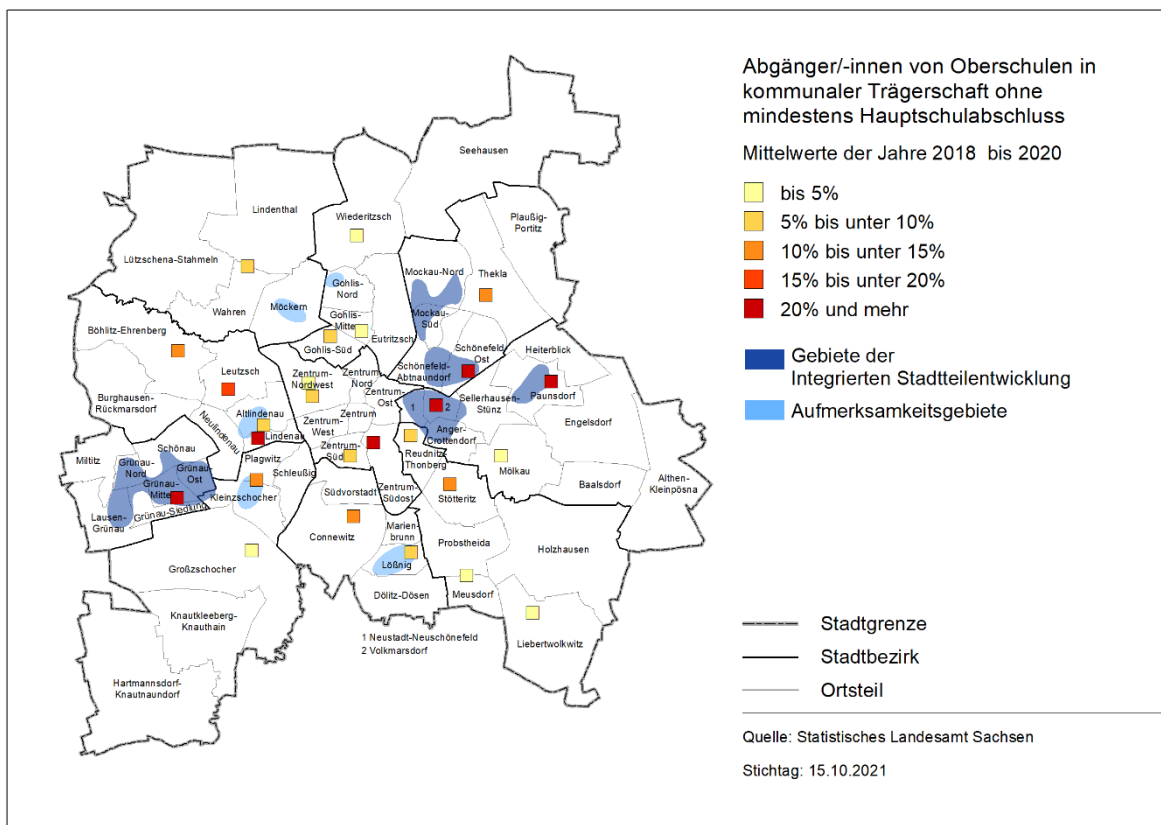 Abgänger/-innen von Oberschulen in
kommunaler Trägerschaft ohne
mindestens Hauptschulabschluss
Mittelwerte der Jahre 2018 bis 2020
bis 5%
5% bis unter 10%
10% bis unter 15%
15% bis unter 20%
20% und mehr
Gebiete der
Integrierten Stadtteilentwicklung
Aufmerksamkeitsgebiete
Seehausen
Lindenthal
Wiederitzsch
Plaußig-
Portitz
Lützschena-Stahmeln
Mockau-Nord
Thekla
Gohlis-
Nord
Möckern
Wahren
Mockau-
Süd
Gohlis-
Mitte
Böhlitz-Ehrenberg
Eutritzsch
Gohlis-Süd
Schönefeld
Ost
Heiterblick
Leutzsch
Zentrum-
Nordwest
Zentrum-
Nord
Schönefeld-
Abtnaundorf
Paunsdorf
Burghausen-
Rückmarsdorf
Zentrum-
Ost
Sellerhausen-
Stünz
Altlindenau
Neulindenau
Lindenau
Zentrum
Zentrum-
West
1
2
Engelsdorf
Anger-
Crottendorf
Schönau
Zentrum-
Süd
Reudnitz-
Thonberg
Miltitz
Grünau-
Nord
Plagwitz
Mölkau
Grünau-
Ost
Schleußig
Baalsdorf
Althen-
Kleinpösna
Grünau-
Mitte
Kleinzschocher
Südvorstadt
Zentrum-
Südost
Stötteritz
Lausen-
Grünau
Grünau-Siedlung
Marien-
brunn
Connewitz
Probstheida
Holzhausen
Großzschocher
Lößnig
Dölitz-Dösen
Meusdorf
Knautkleeberg-
Knauthain
Liebertwolkwitz
1 Neustadt-Neuschönefeld
2 Volkmarsdorf
Hartmannsdorf-
Knautnaundorf
Stadtgrenze
Stadtbezirk
Ortsteil
Quelle: Statistisches Landesamt Sachsen
Stichtag: 15.10.2021